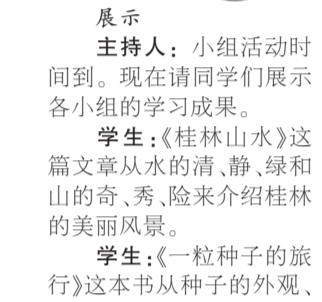 展示
主持人：小组活动时
间到。现在请同学们展示
各小组的学习成果。
学生：《桂林山水》这
篇文章从水的清、静、绿和
山的奇、秀、险来介绍桂林
的美丽风景。
学生：《一粒种子的旅
行》这本书从种子的外观、